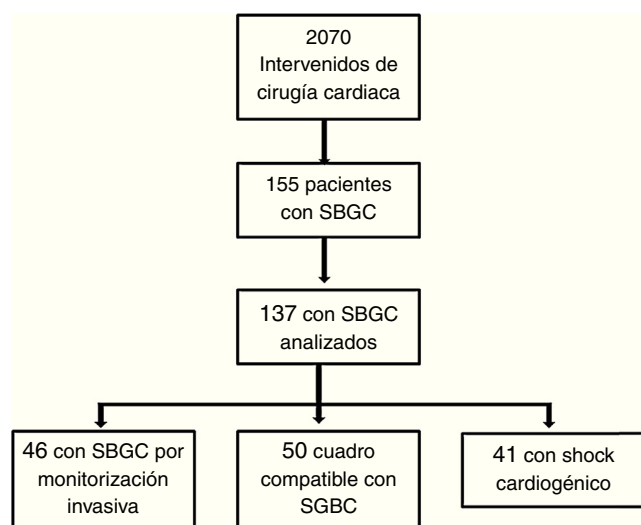 2070
Intervenidos de
cirugía cardiaca
155 pacientes
con SBGC
137 con SBGC
analizados
46 con SBGC por
monitorización
invasiva
50 cuadro
compatible con
SGBC
41 con shock
cardiogénico